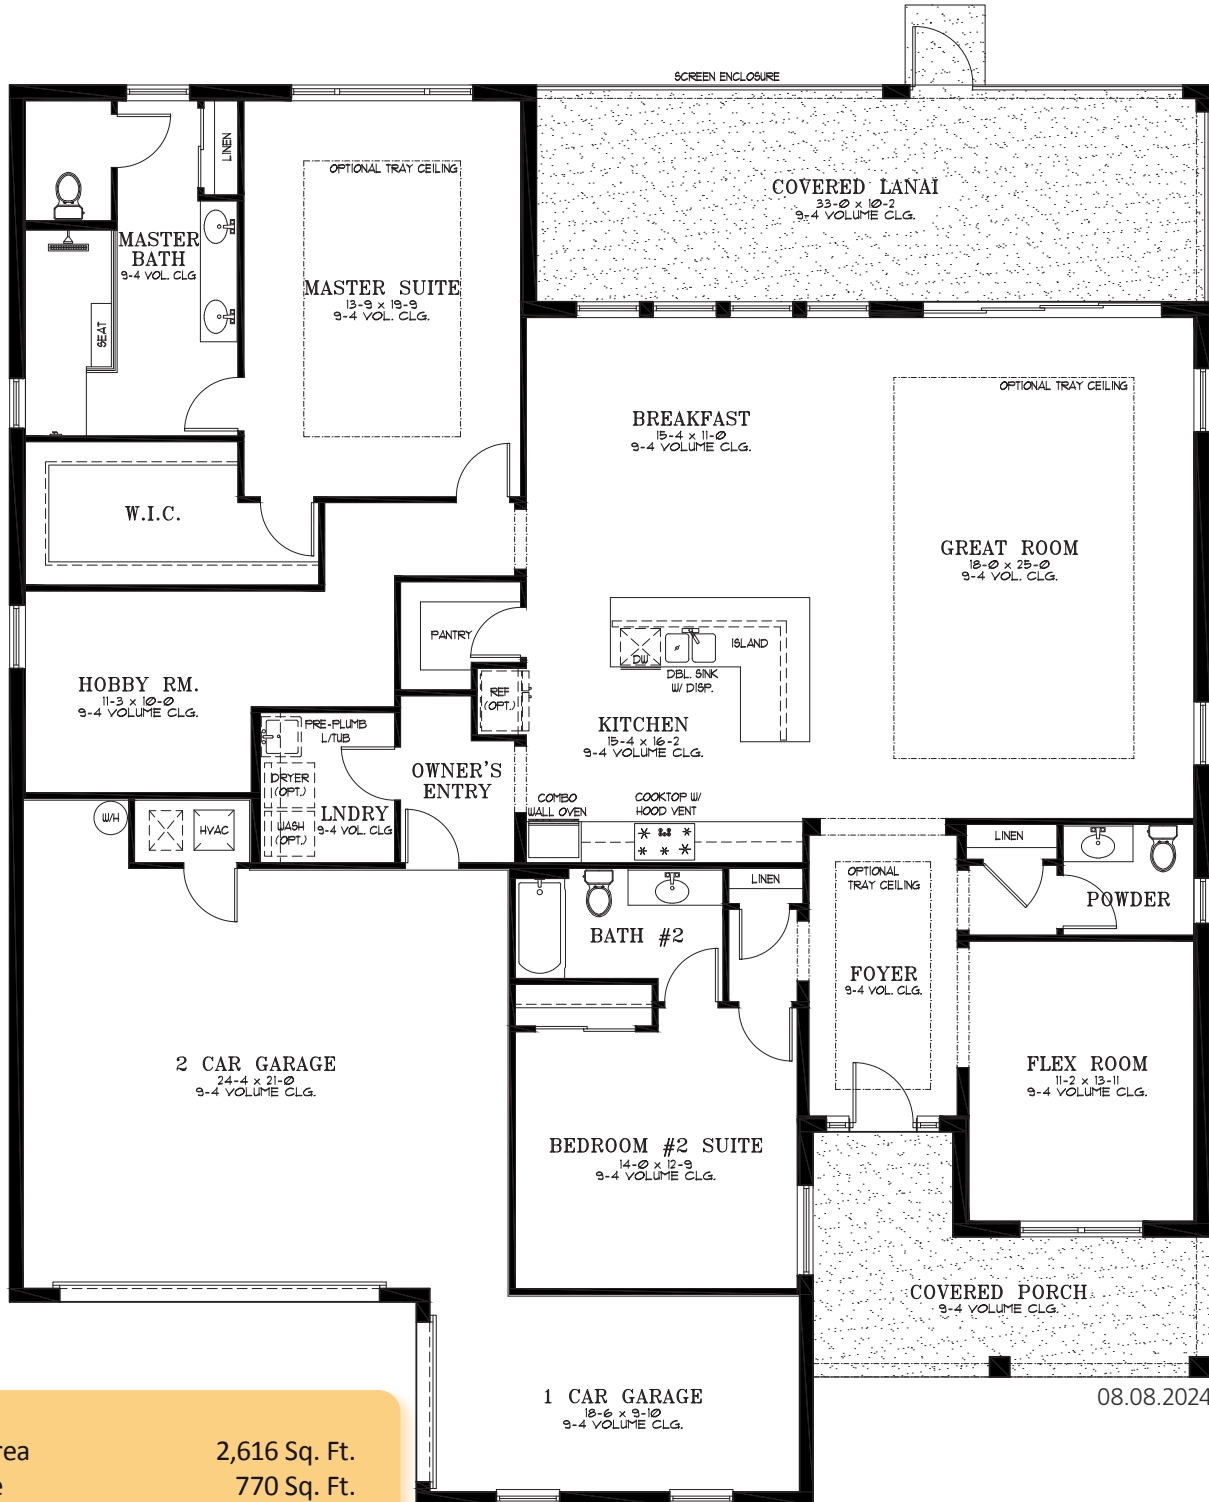 SCREEN ENCLOSURE
LINEN
OPTIONAL TRAY CEILING
COVERED LANAI
33-0 x 10-2
9-4 VOLUME CLG.
MASTER
BATH
9-4 VOL. CLG
MASTER SUITE
13-9 x 19-9
9-4 VOL. CLG.
SEAT
OPTIONAL TRAY CEILING
BREAKFAST
15-4 x 11-0
9-4 VOLUME CLG.
W.I.C.
GREAT ROOM
18-0 x 25-0
9-4 VOL. CLG.
PANTRY
ISLAND
DW
DBL. SINK
W/ DISP.
HOBBY RM.
11-3 x 10-0
9-4 VOLUME CLG.
REF
(OPT.)
PRE-PLUMB
L/TUB
KITCHEN
15-4 x 16-2
9-4 VOLUME CLG.
OWNER'S
ENTRY
DRYER
(OPT.)
COMBO
WALL OVEN
COOKTOP W/
HOOD VENT
LNDRY
9-4 VOL. CLG
WASH
(OPT.)
W/H
HVAC
LINEN
OPTIONAL
TRAY CEILING
LINEN
POWDER
BATH #2
FOYER
9-4 VOL. CLG.
2 CAR GARAGE
24-4 x 21-0
9-4 VOLUME CLG.
FLEX ROOM
11-2 x 13-11
9-4 VOLUME CLG.
BEDROOM #2 SUITE
14-0 x 12-9
9-4 VOLUME CLG.
COVERED PORCH
9-4 VOLUME CLG.
1 CAR GARAGE
18-6 x 9-10
9-4 VOLUME CLG.
08.08.2024
rea 2,616 Sq. Ft.
e 770 Sq. Ft.